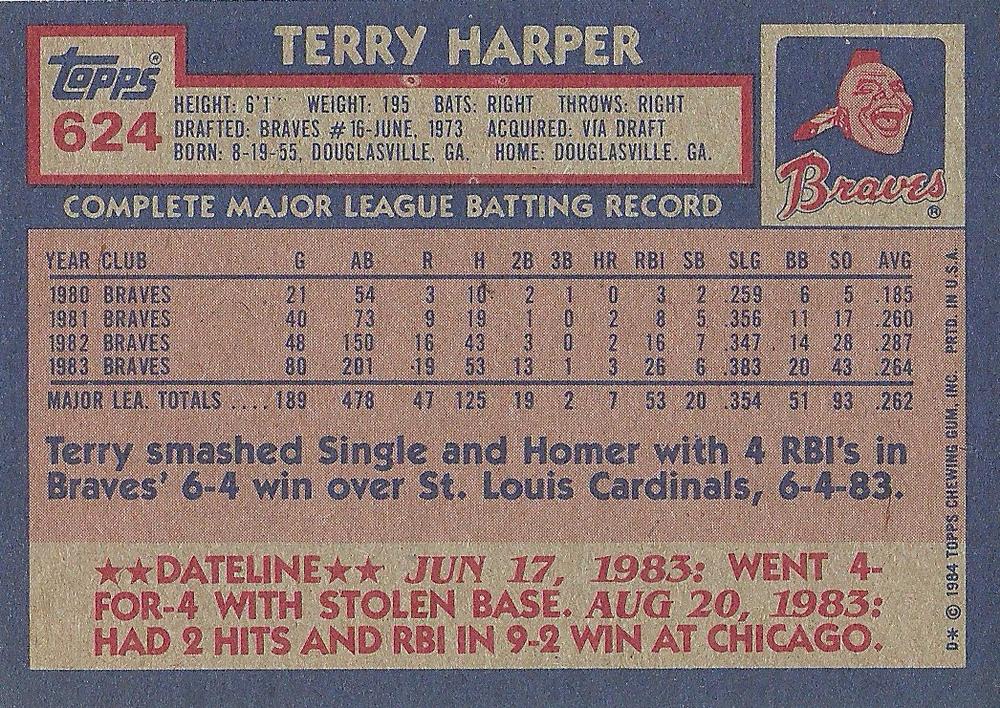 TERRY HARPER
Topps®
624
HEIGHT: 6'1" WEIGHT: 195 BATS: RIGHT THROWS: RIGHT
DRAFTED: BRAVES #16-JUNE, 1973 ACQUIRED: VIA DRAFT
BORN: 8-19-55, DOUGLASVILLE, GA. HOME: DOUGLASVILLE. GA.
Braves®
COMPLETE MAJOR LEAGUE BATTING RECORD
YEAR CLUB G AB R H 2B 3B HR RBI SB SLG BB SO AVG
1980 BRAVES 21 54 3 10 2 1 0 3 2 .259 6 5 .185
1981 BRAVES 40 73 9 19 1 0 2 8 5 .356 11 17 .260
1982 BRAVES 48 150 16 43 3 0 2 16 7 .347 14 28 .287
1983 BRAVES 80 201 19 53 13 1 3 26 6 .383 20 43 .264
MAJOR LEA. TOTALS .... 189 478 47 125 19 2 7 53 20 .354 51 93 .262
Terry smashed Single and Homer with 4 RBI's in
Braves' 6-4 win over St. Louis Cardinals, 6-4-83.
★★DATELINE★★ JUN 17, 1983: WENT 4-
FOR-4 WITH STOLEN BASE. AUG 20, 1983:
HAD 2 HITS AND RBI IN 9-2 WIN AT CHICAGO.
D* © 1984 TOPPS CHEWING GUM, INC. PRTD. IN U.S.A.